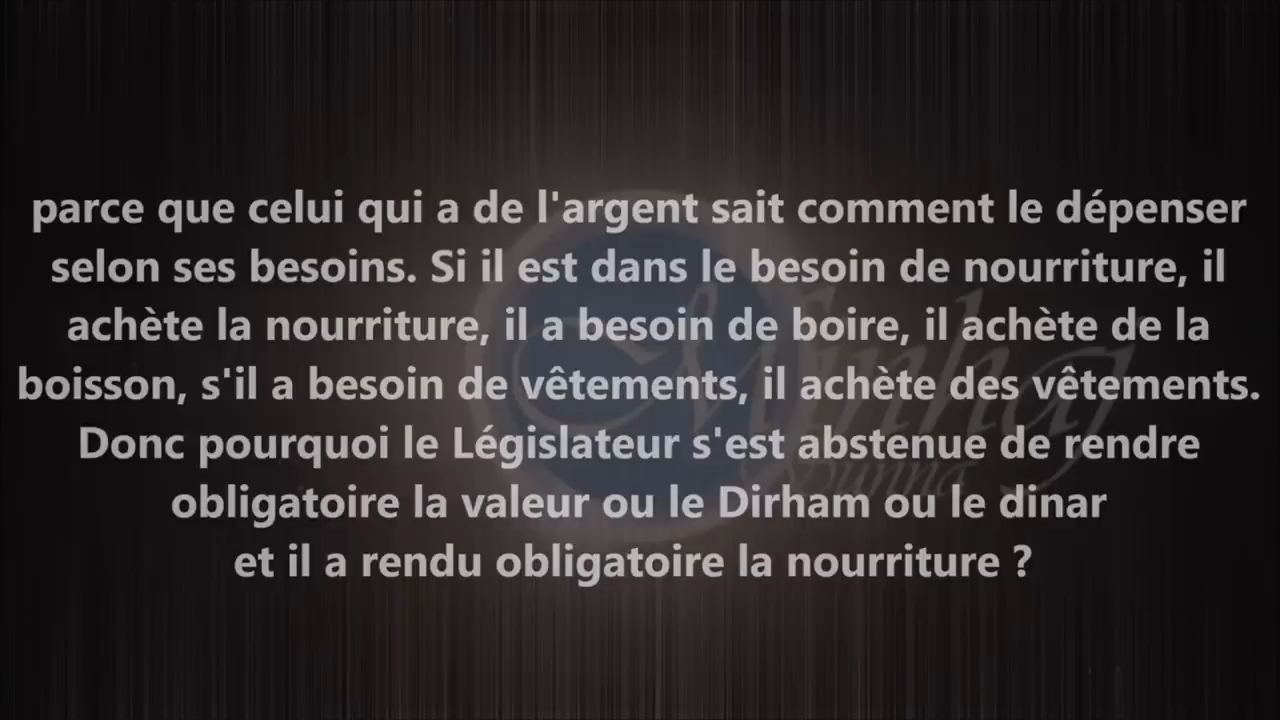 parce que celui qui a de l'argent sait comment le dépenser
selon ses besoins. Si il est dans le besoin de nourriture, il
achète la nourriture, il a besoin de boire, il achète de la
boisson, s'il a besoin de vêtements, il achète des vêtements.
Donc pourquoi le Législateur s'est abstenue de rendre
obligatoire la valeur ou le Dirham ou le dinar
et il a rendu obligatoire la nourriture ?
Minhaj
Sunna